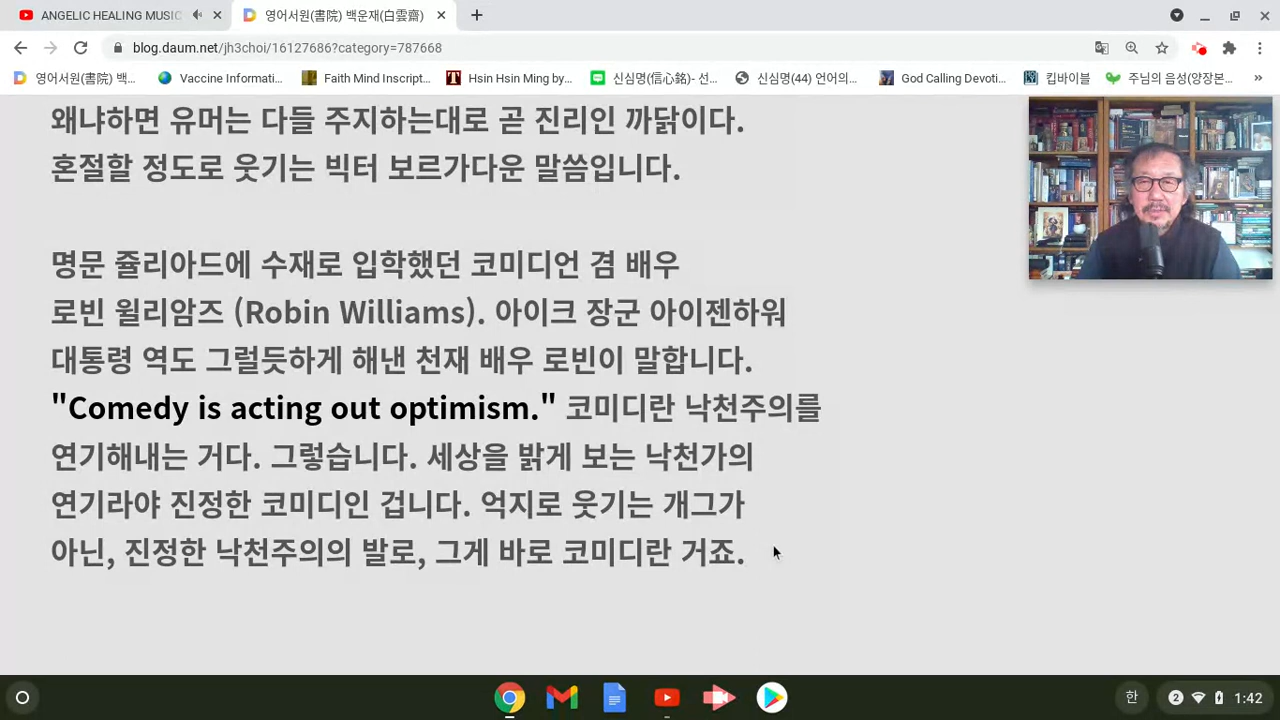 ANGELIC HEALING MUSIC
영어서원(書院) 백운재(白雲齋)
blog.daum.net/jh3choi/16127686?category=787668
영어서원(書院) 백...
Vaccine Informati...
Faith Mind Inscript...
Hsin Hsin Ming by...
신심명(信心銘)- 선...
신심명(44) 언어의...
God Calling Devoti...
킵바이블
주님의 음성(양장본...
왜냐하면 유머는 다들 주지하는대로 곧 진리인 까닭이다.
혼절할 정도로 웃기는 빅터 보르가다운 말씀입니다.
명문 쥴리아드에 수재로 입학했던 코미디언 겸 배우
로빈 윌리암즈 (Robin Williams). 아이크 장군 아이젠하워
대통령 역도 그럴듯하게 해낸 천재 배우 로빈이 말합니다.
"Comedy is acting out optimism." 코미디란 낙천주의를
연기해내는 거다. 그렇습니다. 세상을 밝게 보는 낙천가의
연기라야 진정한 코미디인 겁니다. 억지로 웃기는 개그가
아닌, 진정한 낙천주의의 발로, 그게 바로 코미디란 거죠.
한
2
1:42